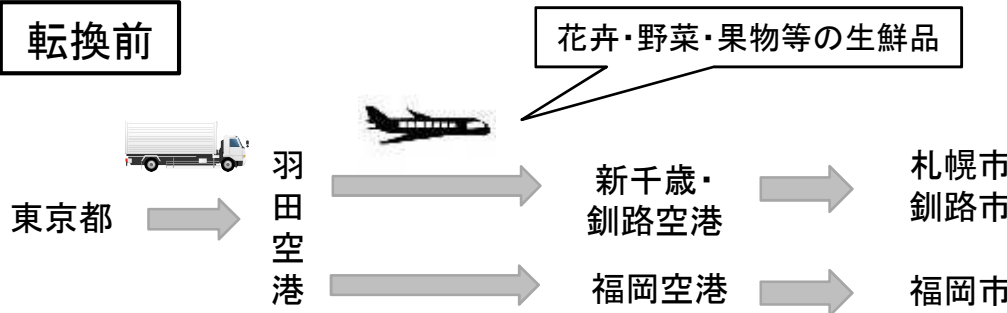 転換前
花卉・野菜・果物等の生鮮品
東京都
羽田空港
新千歳・
釧路空港
札幌市
釧路市
福岡空港
福岡市